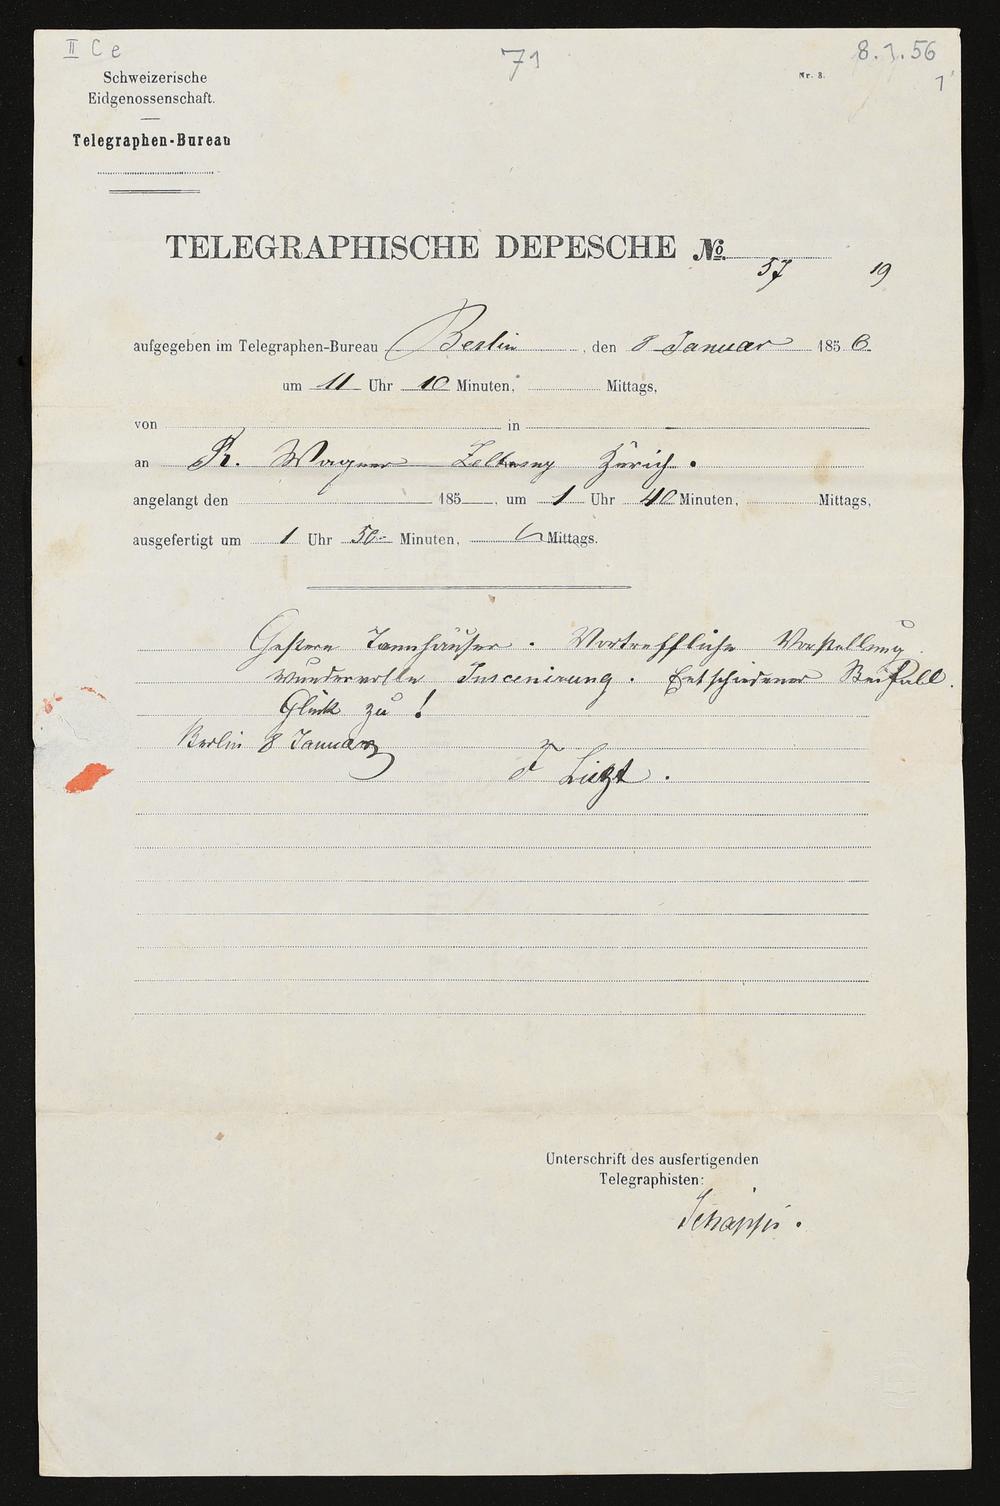 II C e
71
8.1.56
1
Nr. 8.
Schweizerische
Eidgenossenschaft.
Telegraphen-Bureau
TELEGRAPHISCHE DEPESCHE No. 57 19
aufgegeben im Telegraphen-Bureau Berlin, den 8 Januar 1856
um 11 Uhr 10 Minuten, Mittags,
von in
an R. Wagner Zeltweg Zürich.
angelangt den 185 , um 1 Uhr 40 Minuten, Mittags,
ausgefertigt um 1 Uhr 50 Minuten, Mittags.
Gestern Tannhäuser. Vortreffliche Vorstellung
wundervolle Inscenirung. Entschiedener Beifall.
Glück zu!
Berlin 8 Januar
F Liszt.
Unterschrift des ausfertigenden
Telegraphisten: